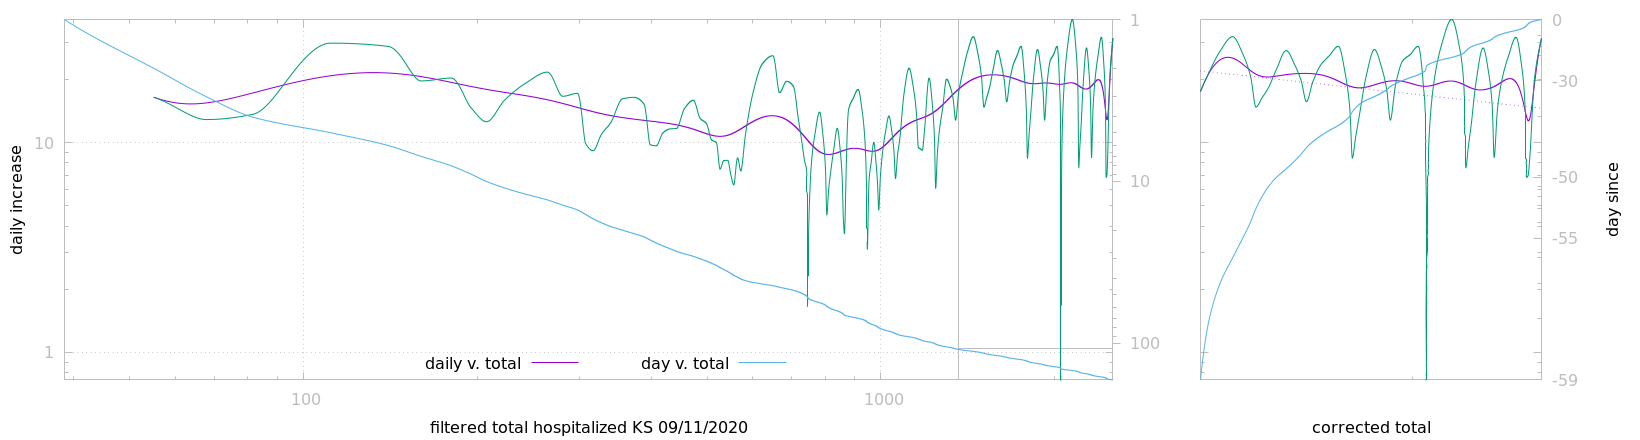 daily increase
10
1
100
1000
1
10
100
daily v. total
day v. total
filtered total hospitalized KS 09/11/2020
0
-30
-50
-55
-59
day since
corrected total